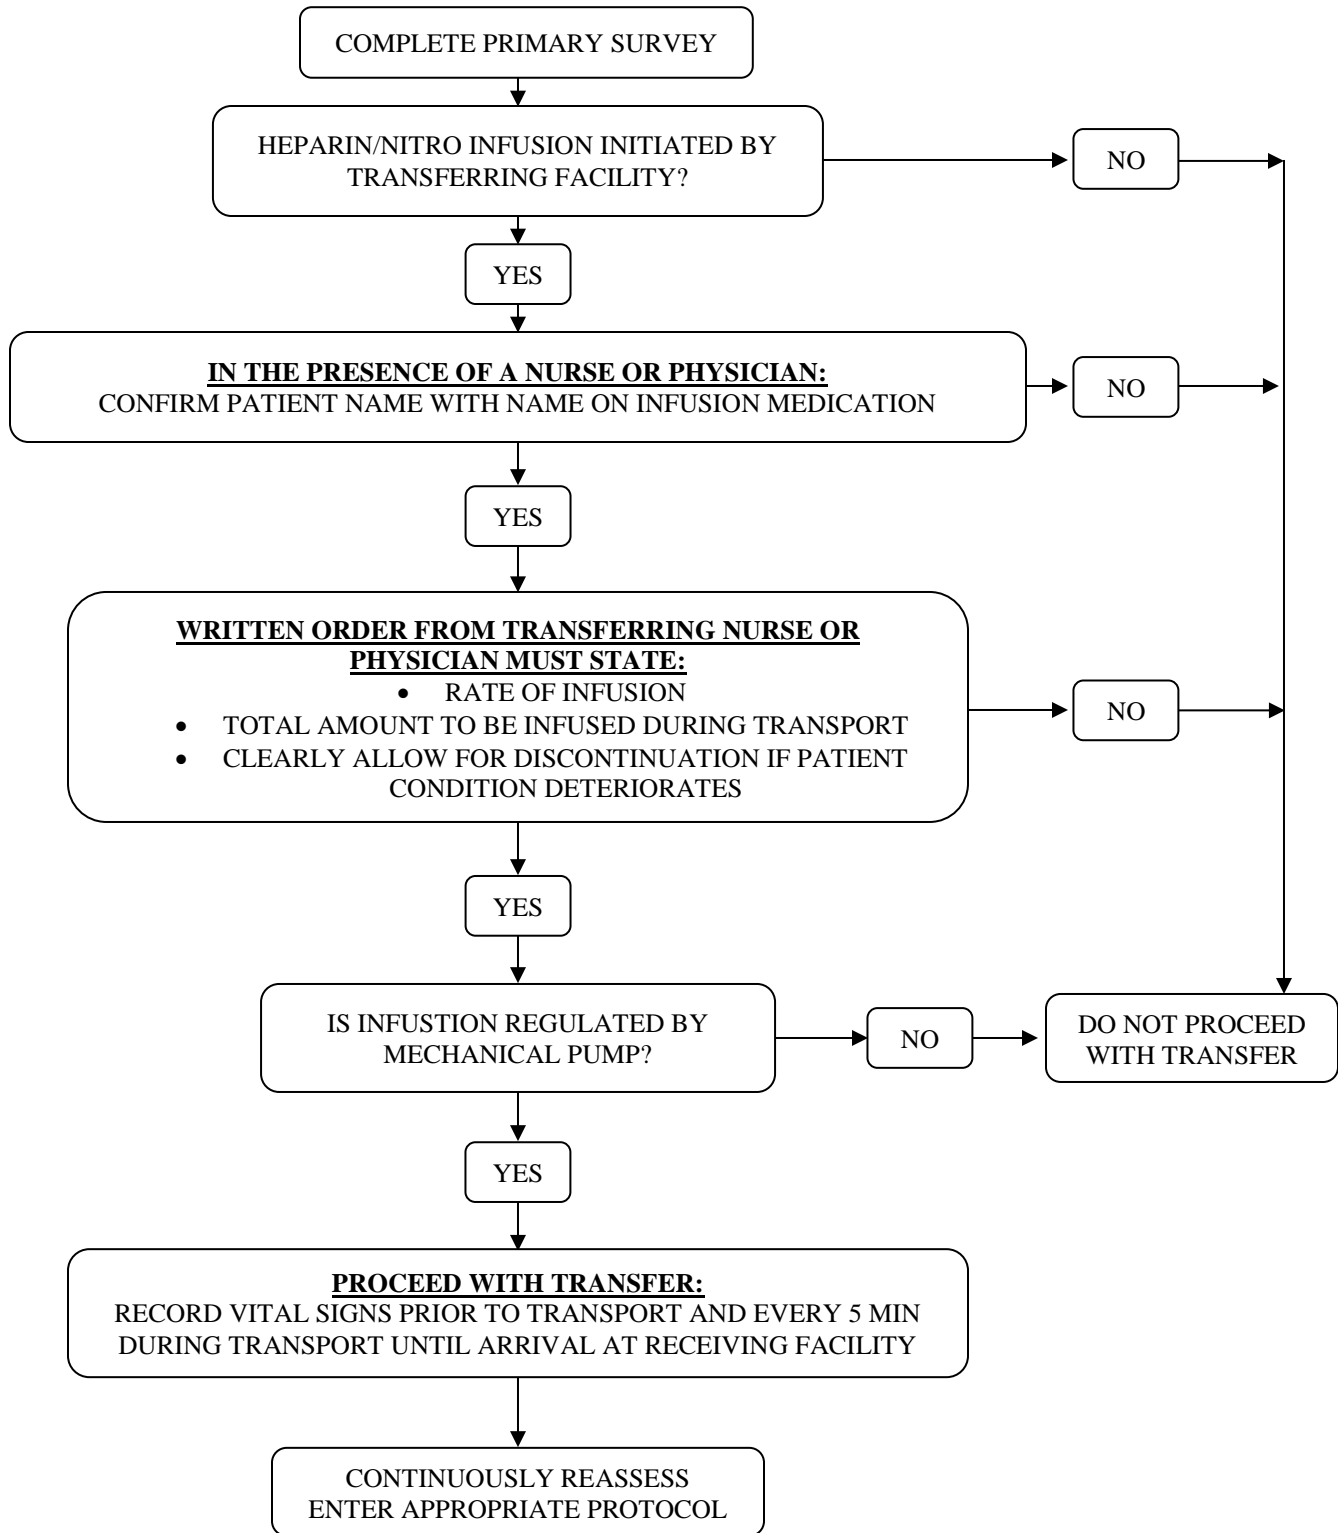 COMPLETE PRIMARY SURVEY
HEPARIN/NITRO INFUSION INITIATED BY
TRANSFERRING FACILITY?
NO
YES
IN THE PRESENCE OF A NURSE OR PHYSICIAN:
CONFIRM PATIENT NAME WITH NAME ON INFUSION MEDICATION
NO
YES
WRITTEN ORDER FROM TRANSFERRING NURSE OR
PHYSICIAN MUST STATE:
• RATE OF INFUSION
• TOTAL AMOUNT TO BE INFUSED DURING TRANSPORT
• CLEARLY ALLOW FOR DISCONTINUATION IF PATIENT
CONDITION DETERIORATES
NO
YES
IS INFUSTION REGULATED BY
MECHANICAL PUMP?
NO
DO NOT PROCEED
WITH TRANSFER
YES
PROCEED WITH TRANSFER:
RECORD VITAL SIGNS PRIOR TO TRANSPORT AND EVERY 5 MIN
DURING TRANSPORT UNTIL ARRIVAL AT RECEIVING FACILITY
CONTINUOUSLY REASSESS
ENTER APPROPRIATE PROTOCOL